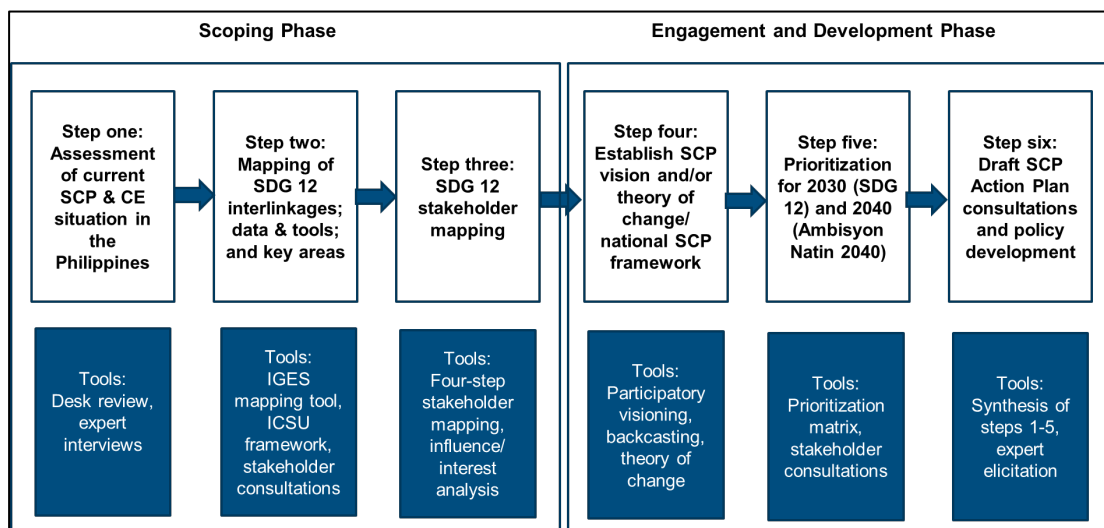 Scoping Phase
Engagement and Development Phase
Step one:
Assessment
of current
SCP & CE
situation in
the
Philippines
Step two:
Mapping of
SDG 12
interlinkages;
data & tools;
and key areas
Step three:
SDG 12
stakeholder
mapping
Step four:
Establish SCP
vision and/or
theory of
change/
national SCP
framework
Step five:
Prioritization
for 2030 (SDG
12) and 2040
(Ambisyon
Natin 2040)
Step six:
Draft SCP
Action Plan
consultations
and policy
development
Tools:
Desk review,
expert
interviews
Tools:
IGES
mapping tool,
ICSU
framework,
stakeholder
consultations
Tools:
Four-step
stakeholder
mapping,
influence/
interest
analysis
Tools:
Participatory
visioning,
backcasting,
theory of
change
Tools:
Prioritization
matrix,
stakeholder
consultations
Tools:
Synthesis of
steps 1-5,
expert
elicitation